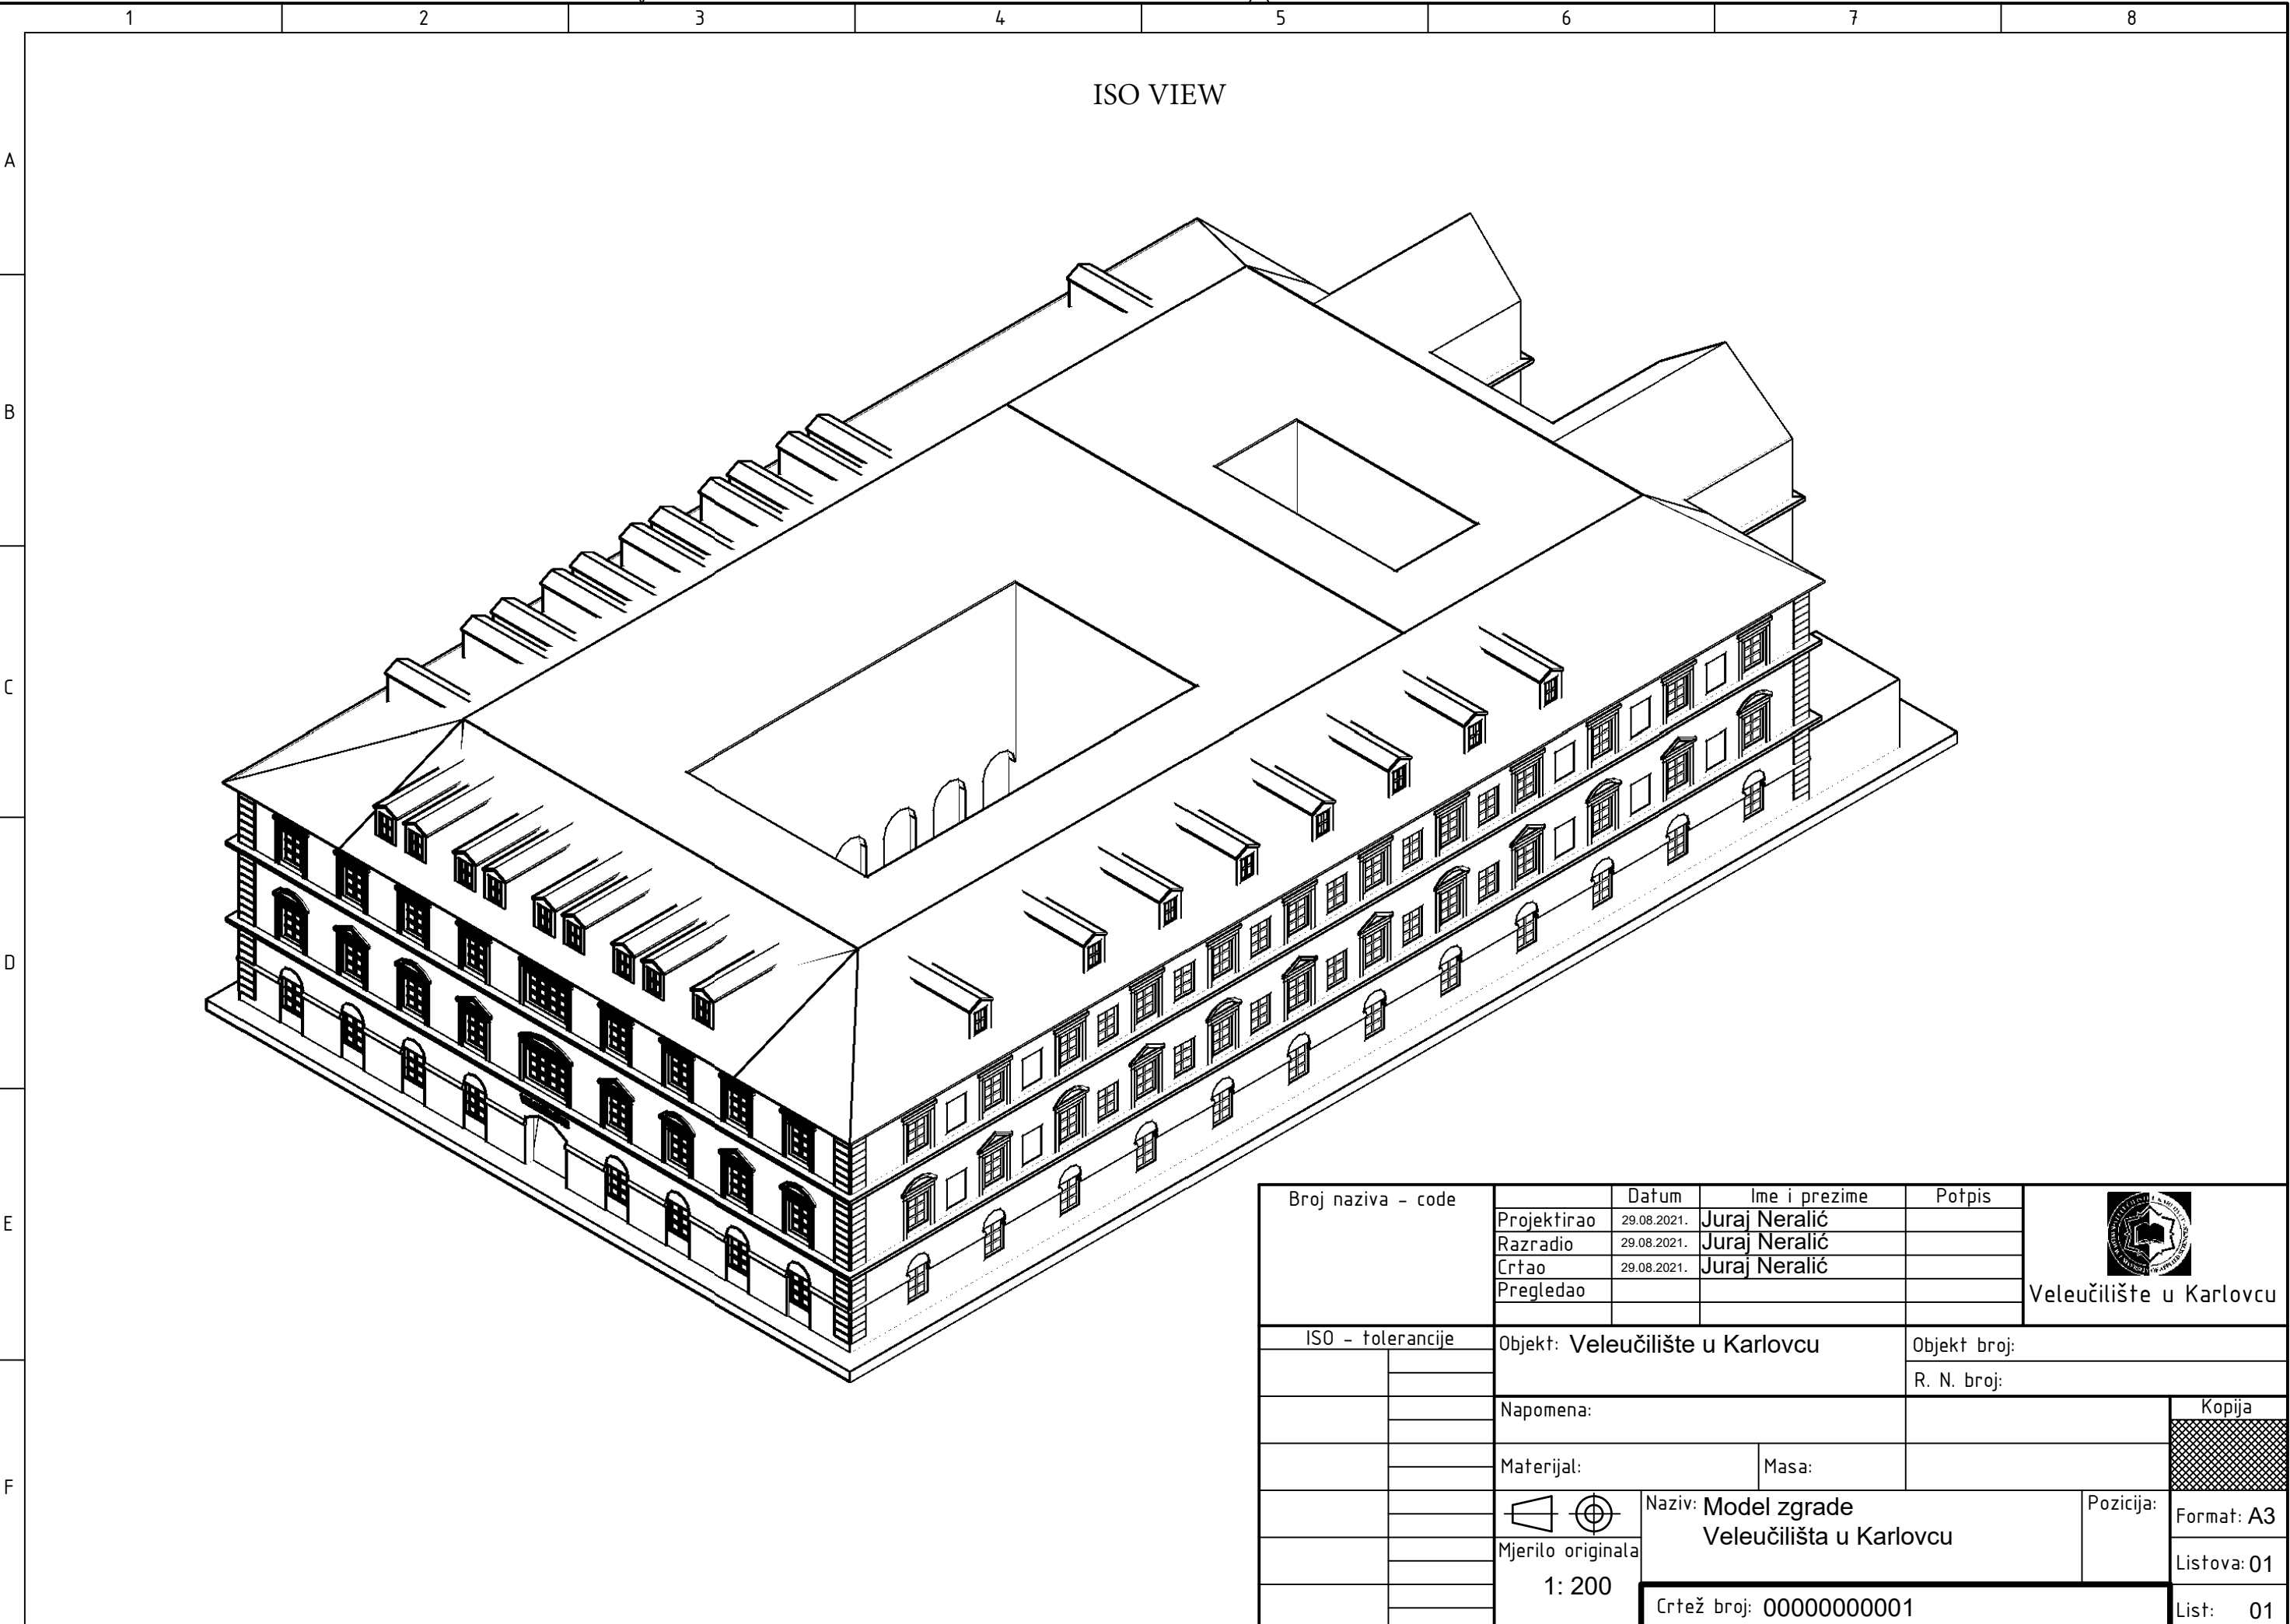 1 2 3 4 5 6 7 8
ISO VIEW
A
B
C
D
E
F
Broj naziva - code
Datum Ime i prezime Potpis
Projektirao 29.08.2021. Juraj Neralić
Razradio 29.08.2021. Juraj Neralić
Crtao 29.08.2021. Juraj Neralić
Pregledao
Veleučilište u Karlovcu
ISO - tolerancije
Objekt: Veleučilište u Karlovcu
Objekt broj:
R. N. broj:
Napomena:
Kopija
Materijal:
Masa:
Naziv: Model zgrade
Veleučilišta u Karlovcu
Pozicija:
Format: A3
Mjerilo originala
1: 200
Listova: 01
Crtež broj: 00000000001
List: 01